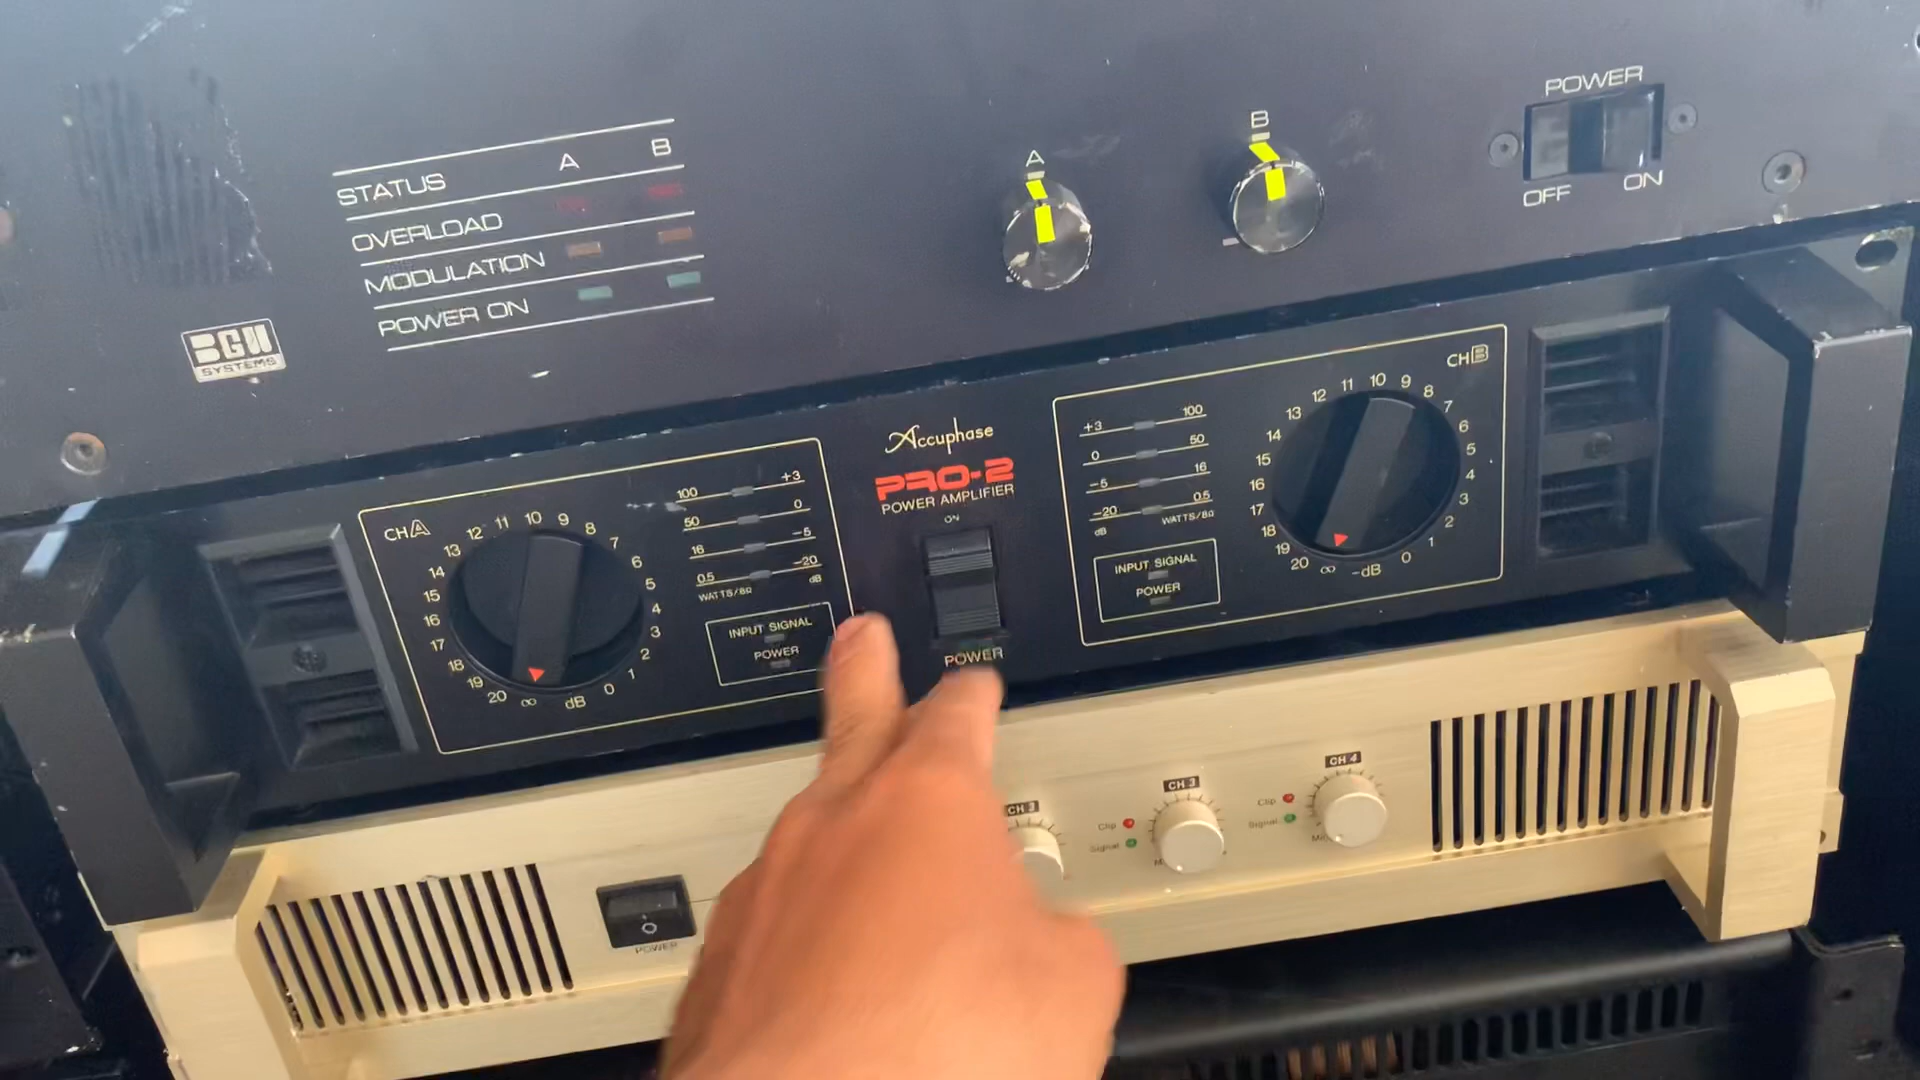 POWER
OFF ON
A
B
STATUS A B
OVERLOAD
MODULATION
POWER ON
BGW
SYSTEMS
Accuphase
PRO-2
POWER AMPLIFIER
ON
POWER
CH A
∞ 20 19 18 17 16 15 14 13 12 11 10 9 8 7 6 5 4 3 2 1 0
dB
100 +3
50 0
16 -5
0.5 -20
WATTS/8Ω dB
INPUT SIGNAL
POWER
+3 100
0 50
-5 16
-20 0.5
dB WATTS/8Ω
INPUT SIGNAL
POWER
CH B
∞ 20 19 18 17 16 15 14 13 12 11 10 9 8 7 6 5 4 3 2 1 0
-dB
POWER
CH 3
Clip
Signal
CH 4
Clip
Signal